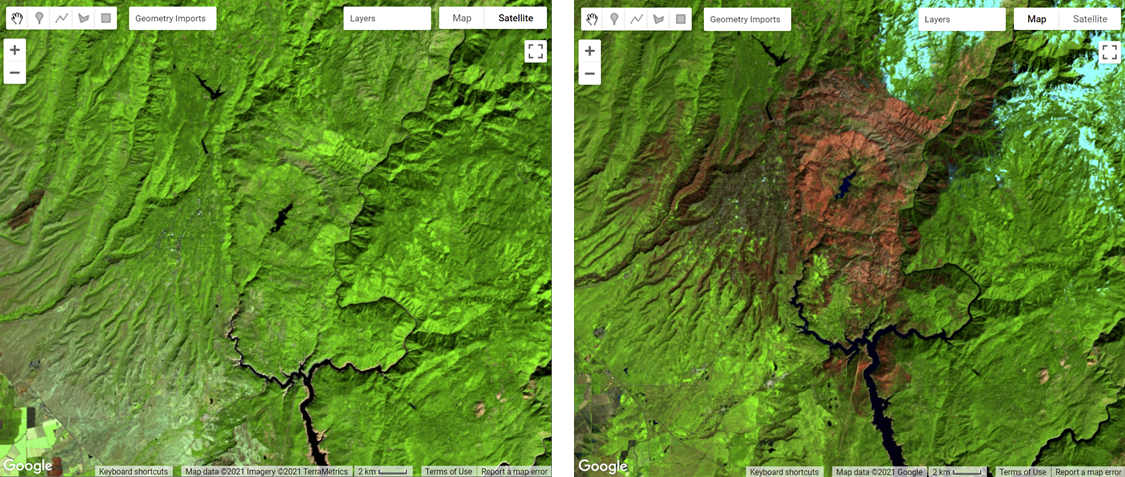 Geometry Imports
Layers
Map Satellite
+
−
Google
Keyboard shortcuts
Map data ©2021 Imagery ©2021 TerraMetrics
2 km
Terms of Use
Report a map error
Geometry Imports
Layers
Map Satellite
+
−
Google
Keyboard shortcuts
Map data ©2021 Google
2 km
Terms of Use
Report a map error